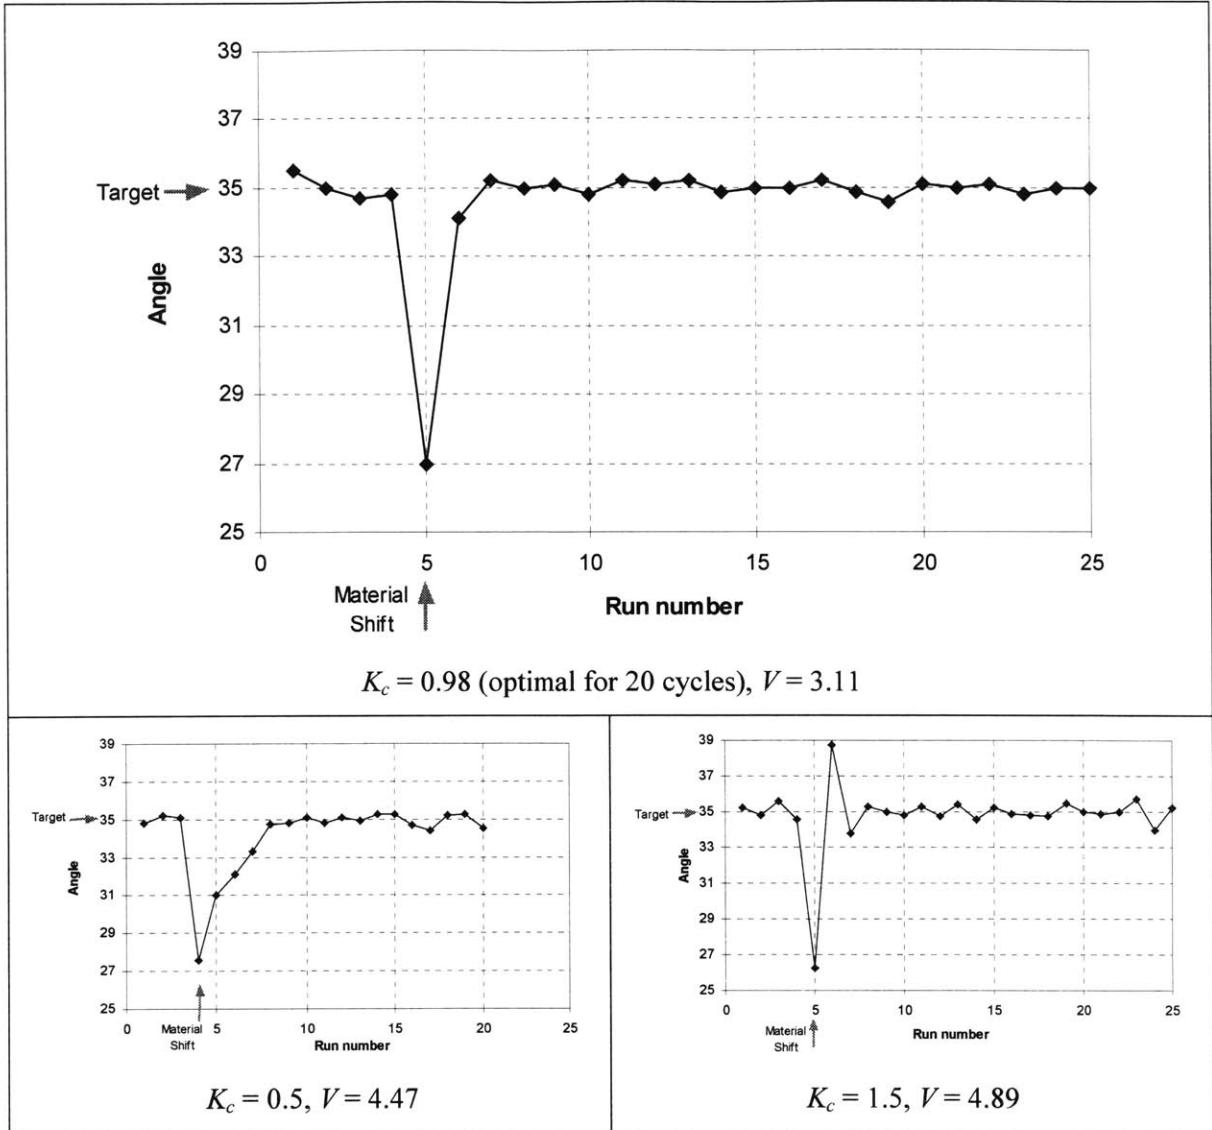 39
37
Target
35
33
Angle
31
29
27
25
0 5 10 15 20 25
Material
Shift
Run number
K_c = 0.98 (optimal for 20 cycles), V = 3.11
39
37
Target
35
33
Angle
31
29
27
25
0 5 10 15 20 25
Material
Shift
Run number
K_c = 0.5, V = 4.47
39
37
Target
35
33
Angle
31
29
27
25
0 5 10 15 20 25
Material
Shift
Run number
K_c = 1.5, V = 4.89